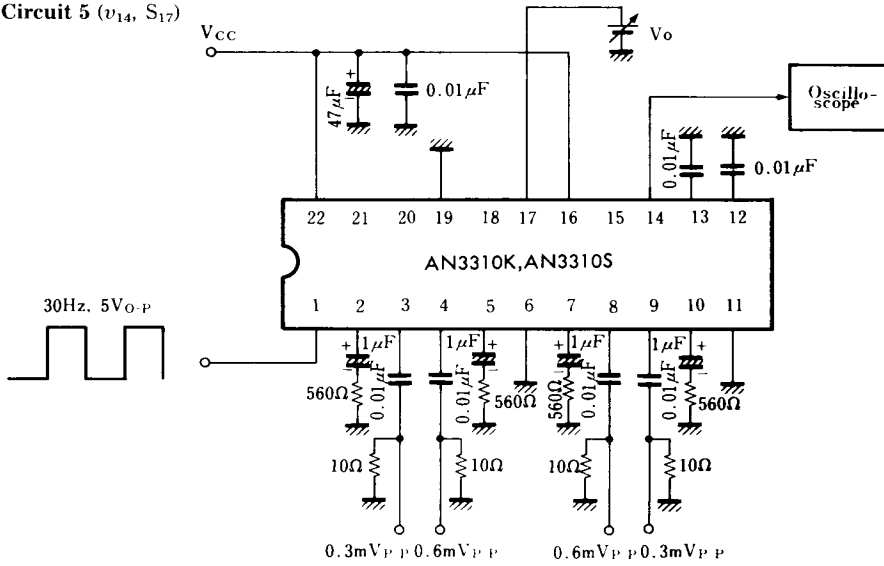 Circuit 5 (v14, S17)
VCC
Vo
47μF
+
−
0.01μF
Oscillo-
scope
0.01μF
0.01μF
22 21 20 19 18 17 16 15 14 13 12
AN3310K,AN3310S
1 2 3 4 5 6 7 8 9 10 11
30Hz, 5VO-P
+ 1μF 1μF + + 1μF 1μF +
− − − −
560Ω 0.01μF 0.01μF 560Ω 560Ω 0.01μF 0.01μF 560Ω
10Ω 10Ω 10Ω 10Ω
0.3mVP-P 0.6mVP-P 0.6mVP-P 0.3mVP-P